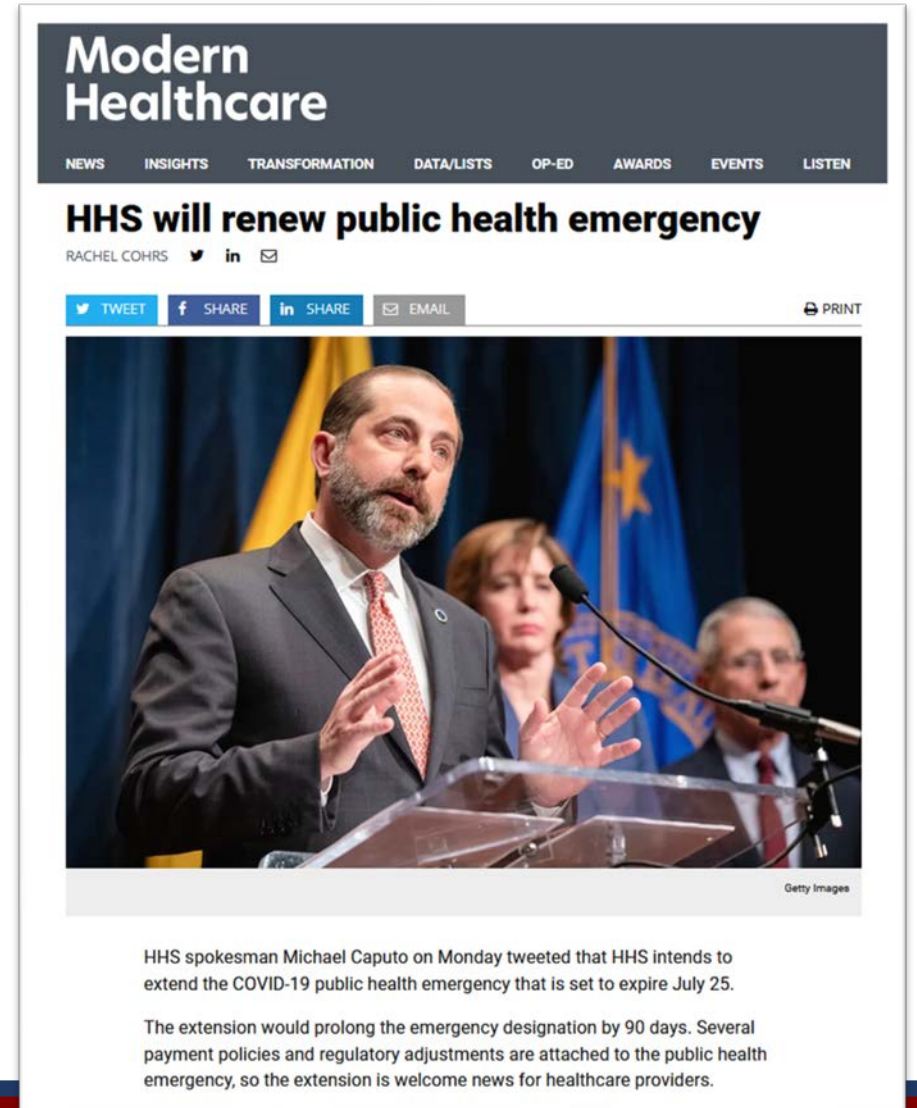 Modern
Healthcare
NEWS INSIGHTS TRANSFORMATION DATA/LISTS OP-ED AWARDS EVENTS LISTEN
HHS will renew public health emergency
RACHEL COHRS
TWEET SHARE SHARE EMAIL PRINT
Getty Images
HHS spokesman Michael Caputo on Monday tweeted that HHS intends to
extend the COVID-19 public health emergency that is set to expire July 25.
The extension would prolong the emergency designation by 90 days. Several
payment policies and regulatory adjustments are attached to the public health
emergency, so the extension is welcome news for healthcare providers.